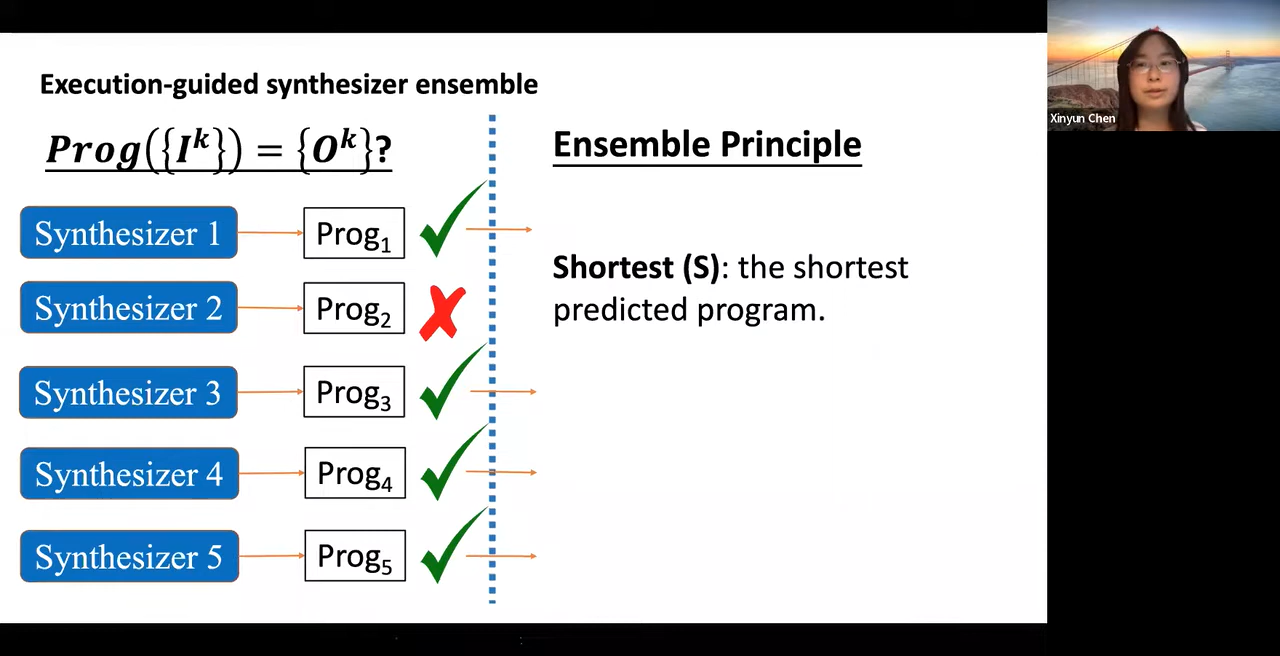 Execution-guided synthesizer ensemble
Prog({I^k}) = {O^k}?
Ensemble Principle
Synthesizer 1
Prog₁
Synthesizer 2
Prog₂
Synthesizer 3
Prog₃
Synthesizer 4
Prog₄
Synthesizer 5
Prog₅
Shortest (S): the shortest
predicted program.
Xinyun Chen